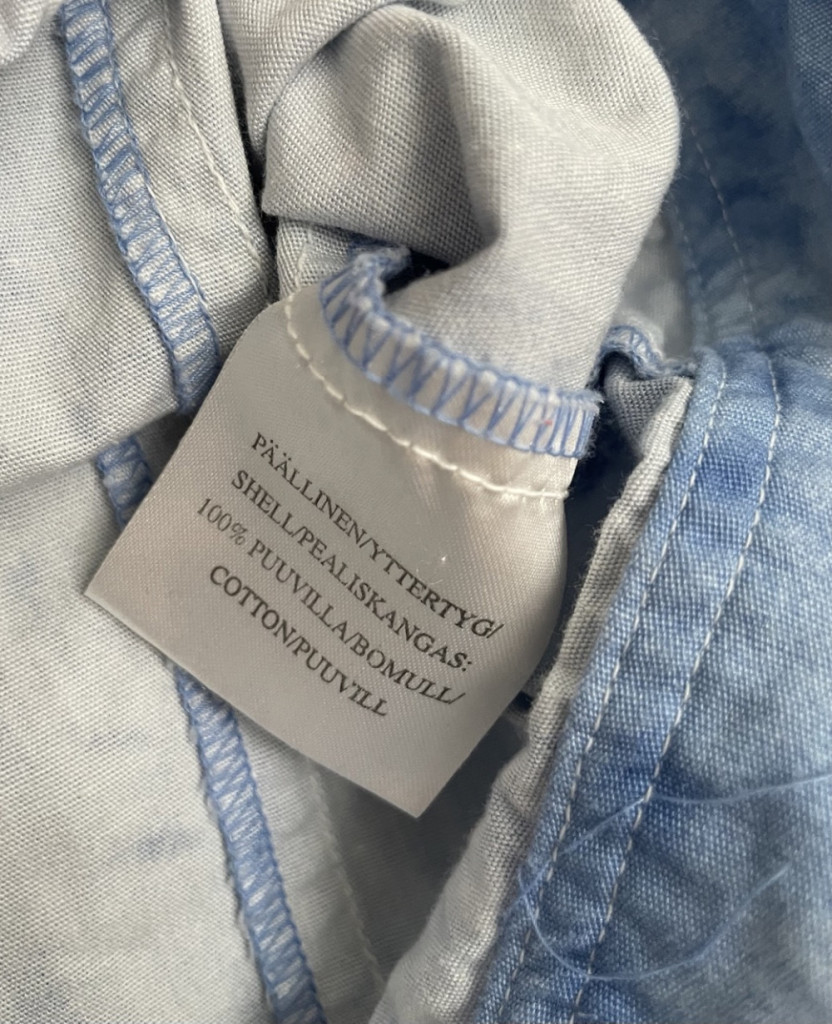 PÄÄLLINEN/YTTERTYG/
SHELL/PEALISKANGAS:
100% PUUVILLA/BOMULL/
COTTON/PUUVILL